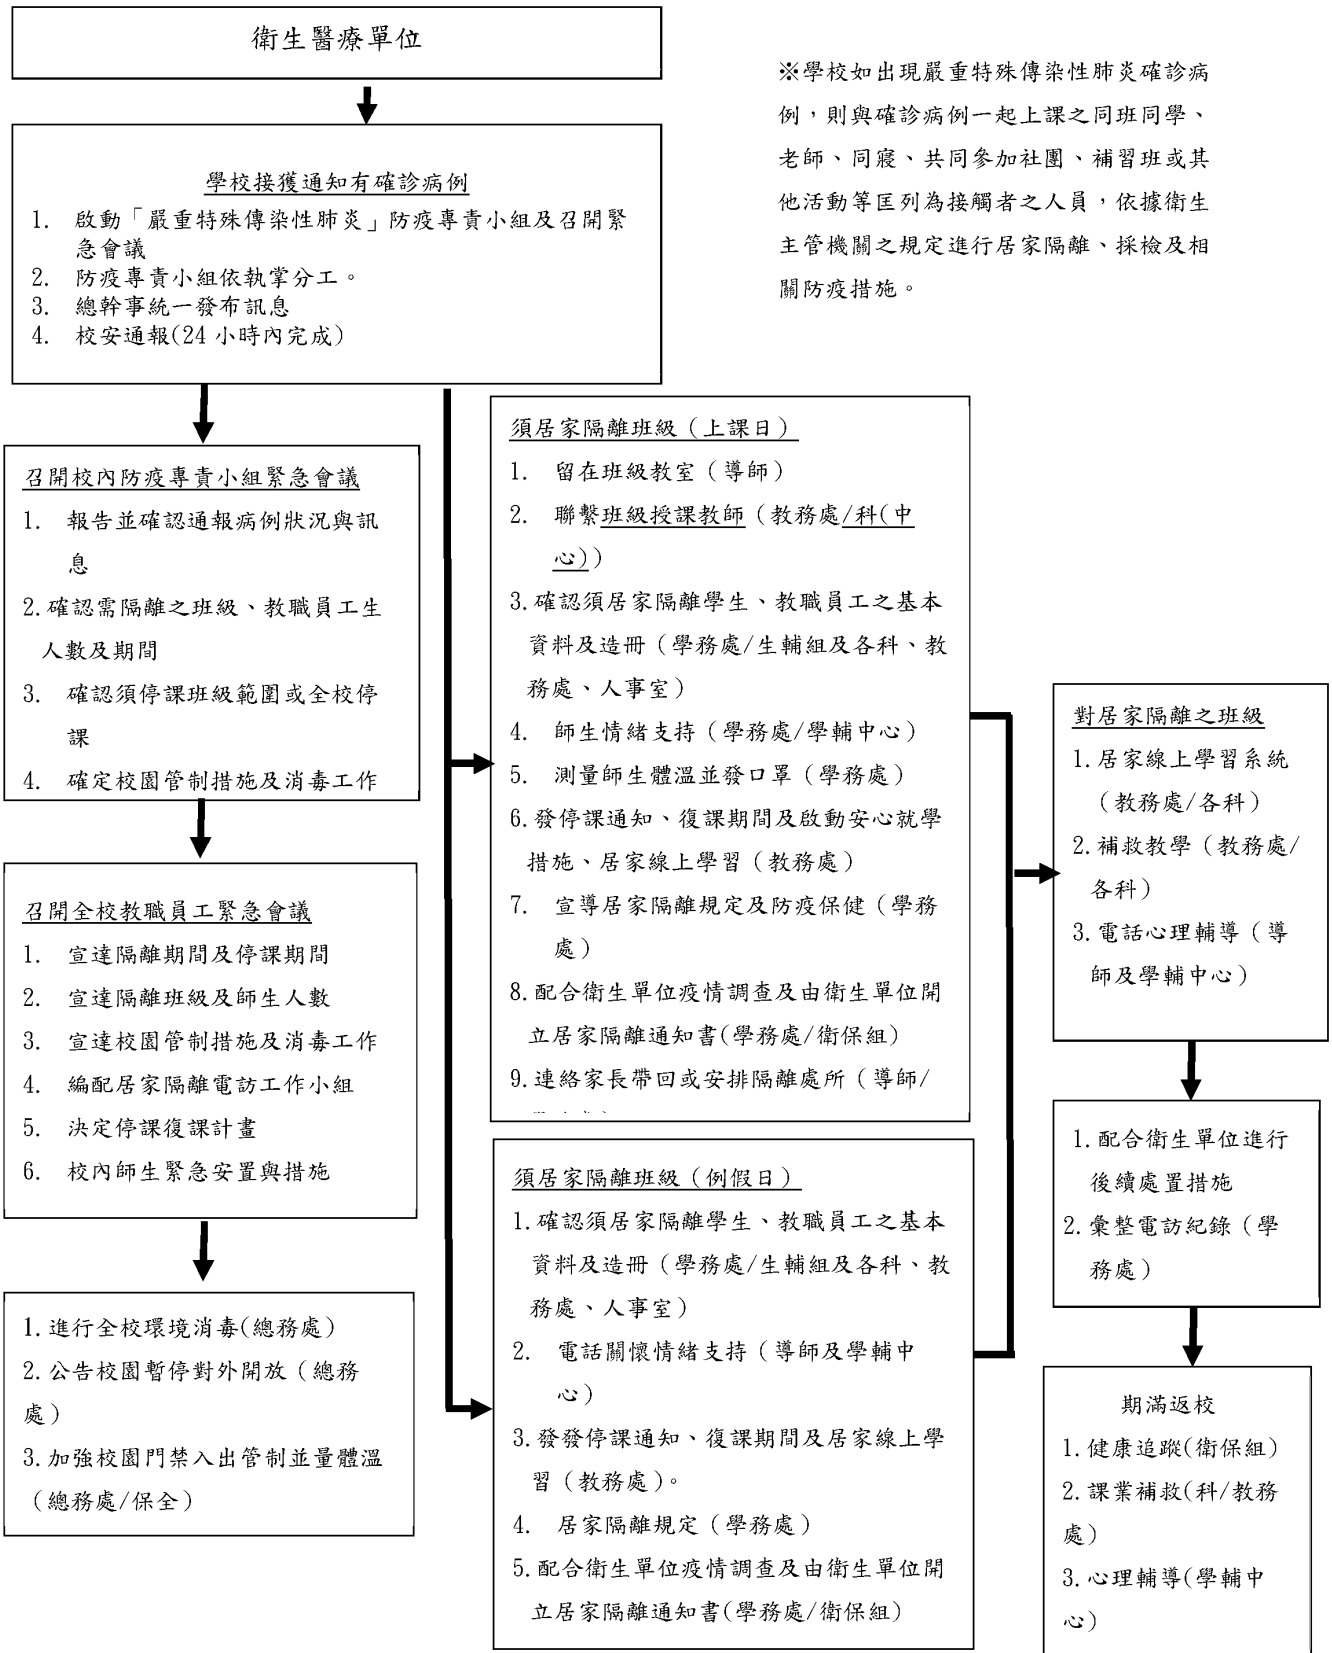 衛生醫療單位
※學校如出現嚴重特殊傳染性肺炎確診病
例，則與確診病例一起上課之同班同學、
老師、同寢、共同參加社團、補習班或其
他活動等匡列為接觸者之人員，依據衛生
主管機關之規定進行居家隔離、採檢及相
關防疫措施。
學校接獲通知有確診病例
1. 啟動「嚴重特殊傳染性肺炎」防疫專責小組及召開緊
急會議
2. 防疫專責小組依執掌分工。
3. 總幹事統一發布訊息
4. 校安通報(24 小時內完成)
召開校內防疫專責小組緊急會議
1. 報告並確認通報病例狀況與訊
息
2.確認需隔離之班級、教職員工生
人數及期間
3. 確認須停課班級範圍或全校停
課
4. 確定校園管制措施及消毒工作
召開全校教職員工緊急會議
1. 宣達隔離期間及停課期間
2. 宣達隔離班級及師生人數
3. 宣達校園管制措施及消毒工作
4. 編配居家隔離電訪工作小組
5. 決定停課復課計畫
6. 校內師生緊急安置與措施
1.進行全校環境消毒(總務處)
2.公告校園暫停對外開放（總務
處）
3.加強校園門禁入出管制並量體溫
（總務處/保全）
須居家隔離班級（上課日）
1. 留在班級教室（導師）
2. 聯繫班級授課教師（教務處/科(中
心)）
3.確認須居家隔離學生、教職員工之基本
資料及造冊（學務處/生輔組及各科、教
務處、人事室）
4. 師生情緒支持（學務處/學輔中心）
5. 測量師生體溫並發口罩（學務處）
6.發停課通知、復課期間及啟動安心就學
措施、居家線上學習（教務處）
7. 宣導居家隔離規定及防疫保健（學務
處）
8.配合衛生單位疫情調查及由衛生單位開
立居家隔離通知書(學務處/衛保組)
9.連絡家長帶回或安排隔離處所（導師/
須居家隔離班級（例假日）
1.確認須居家隔離學生、教職員工之基本
資料及造冊（學務處/生輔組及各科、教
務處、人事室）
2. 電話關懷情緒支持（導師及學輔中
心）
3.發發停課通知、復課期間及居家線上學
習（教務處）。
4. 居家隔離規定（學務處）
5.配合衛生單位疫情調查及由衛生單位開
立居家隔離通知書(學務處/衛保組)
對居家隔離之班級
1.居家線上學習系統
（教務處/各科）
2.補救教學（教務處/
各科）
3.電話心理輔導（導
師及學輔中心）
1.配合衛生單位進行
後續處置措施
2.彙整電訪紀錄（學
務處）
期滿返校
1.健康追蹤(衛保組)
2.課業補救(科/教務
處）
3.心理輔導(學輔中
心）